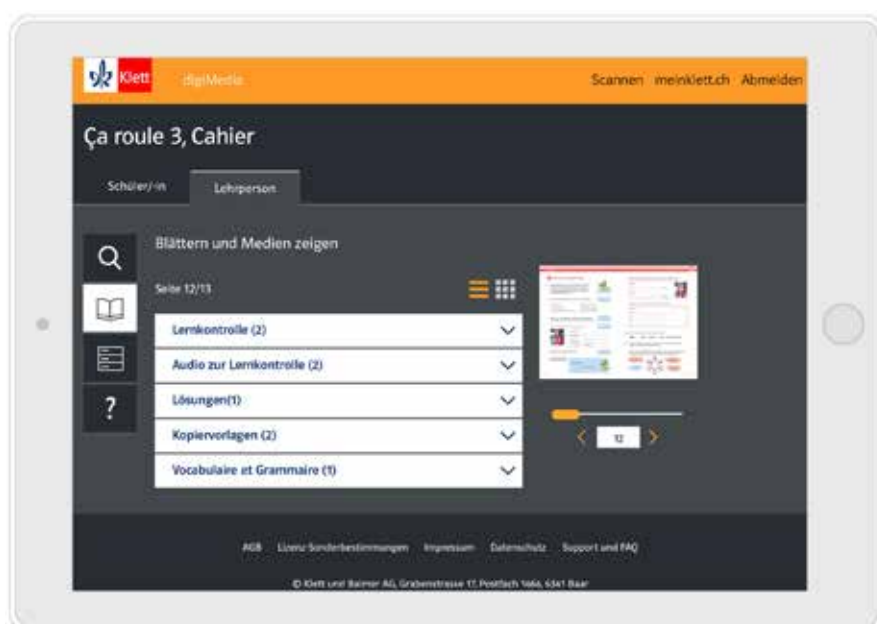 Klett digiMedia Scannen meinklett.ch Abmelden
Ça roule 3, Cahier
Schüler/-in Lehrperson
Blättern und Medien zeigen
Seite 12/13
Lernkontrolle (2)
Audio zur Lernkontrolle (2)
Lösungen(1)
Kopiervorlagen (2)
Vocabulaire et Grammaire (1)
?
12
AGB Lizenz-Sonderbestimmungen Impressum Datenschutz Support und FAQ
© Klett und Balmer AG, Grabenstrasse 17, Postfach 1464, 6341 Baar